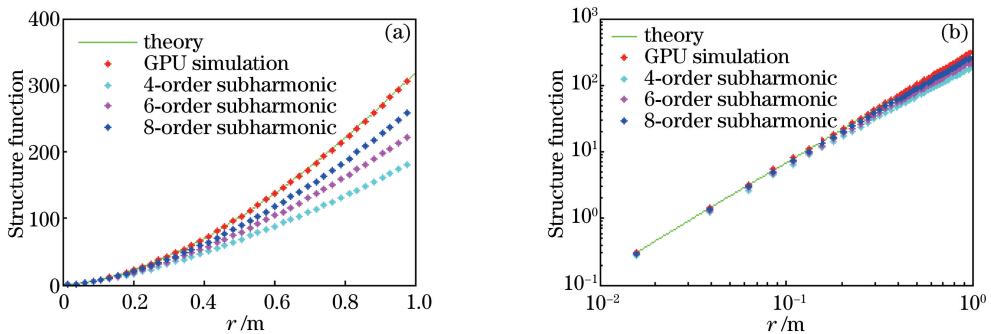 (a)
400
300
200
100
0
Structure function
theory
GPU simulation
4-order subharmonic
6-order subharmonic
8-order subharmonic
0 0.2 0.4 0.6 0.8 1.0
r /m
(b)
10³
10²
10¹
10⁰
10⁻¹
Structure function
theory
GPU simulation
4-order subharmonic
6-order subharmonic
8-order subharmonic
10⁻² 10⁻¹ 10⁰
r /m